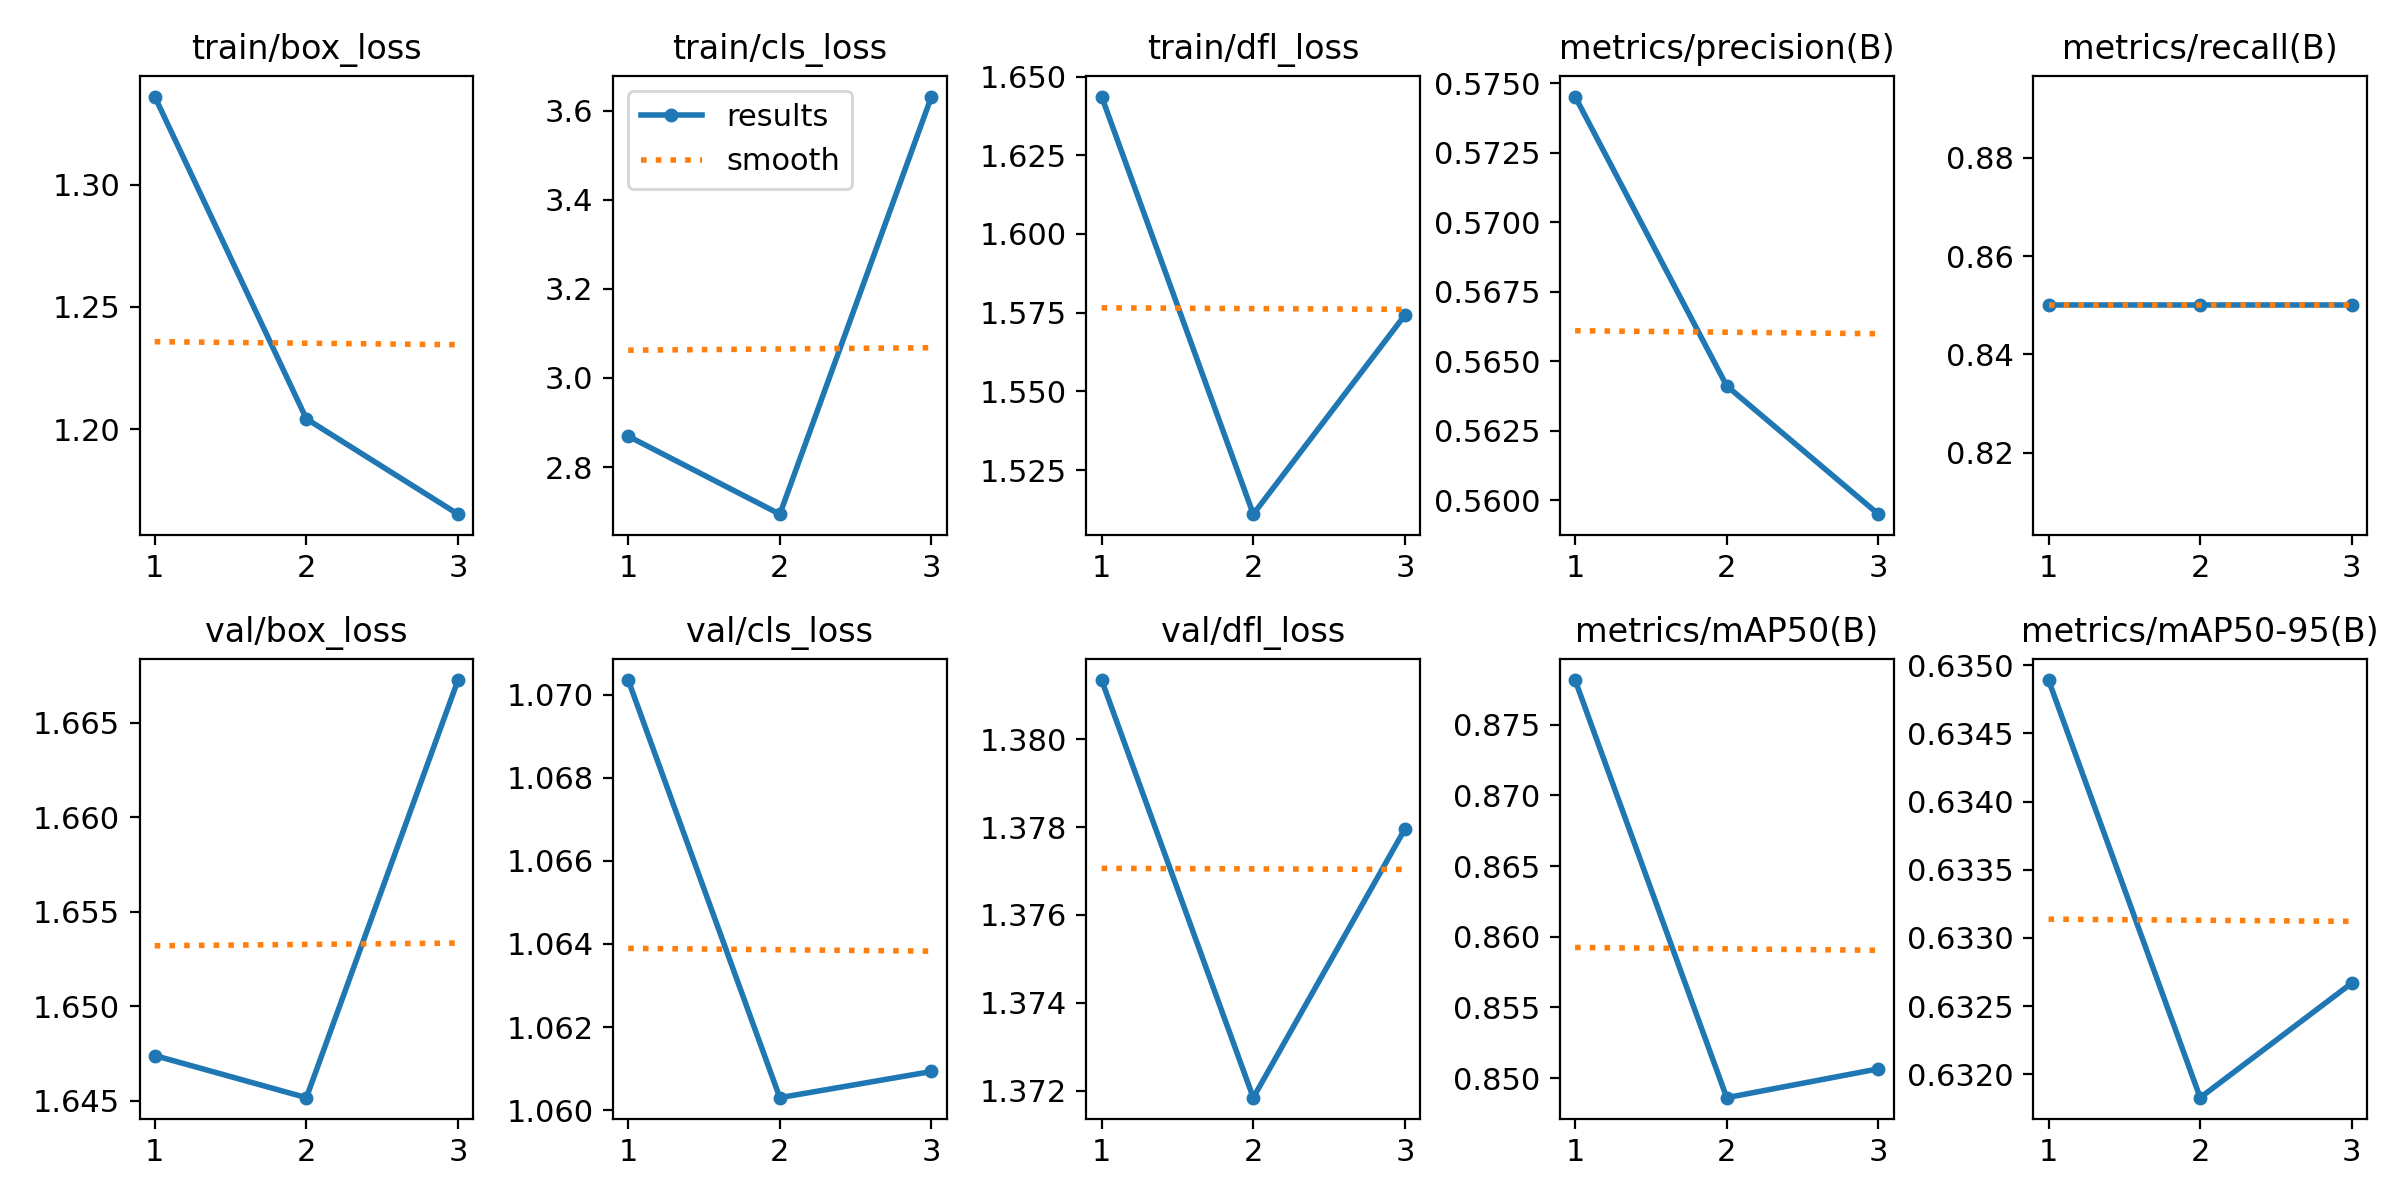 train/box_loss
1.30
1.25
1.20
1 2 3
train/cls_loss
3.6
3.4
3.2
3.0
2.8
results
smooth
1 2 3
train/dfl_loss
1.650
1.625
1.600
1.575
1.550
1.525
1 2 3
metrics/precision(B)
0.5750
0.5725
0.5700
0.5675
0.5650
0.5625
0.5600
1 2 3
metrics/recall(B)
0.88
0.86
0.84
0.82
1 2 3
val/box_loss
1.665
1.660
1.655
1.650
1.645
1 2 3
val/cls_loss
1.070
1.068
1.066
1.064
1.062
1.060
1 2 3
val/dfl_loss
1.380
1.378
1.376
1.374
1.372
1 2 3
metrics/mAP50(B)
0.875
0.870
0.865
0.860
0.855
0.850
1 2 3
metrics/mAP50-95(B)
0.6350
0.6345
0.6340
0.6335
0.6330
0.6325
0.6320
1 2 3